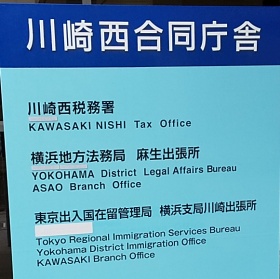 川崎西合同庁舎
川崎西税務署
KAWASAKI NISHI Tax Office
横浜地方法務局 麻生出張所
YOKOHAMA District Legal Affairs Bureau
ASAO Branch Office
東京出入国在留管理局 横浜支局川崎出張所
Tokyo Regional Immigration Services Bureau
Yokohama District Immigration Office
KAWASAKI Branch Office